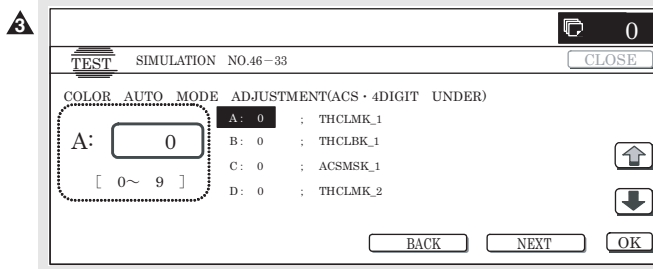 3
0
TEST SIMULATION NO.46-33 CLOSE
COLOR AUTO MODE ADJUSTMENT(ACS・4DIGIT UNDER)
A: 0
[ 0～ 9 ]
A: 0 ; THCLMK_1
B: 0 ; THCLBK_1
C: 0 ; ACSMSK_1
D: 0 ; THCLMK_2
BACK NEXT OK